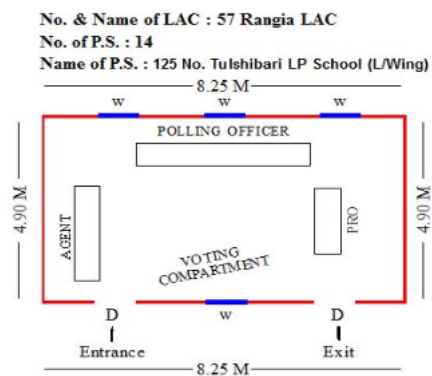 No. & Name of LAC : 57 Rangia LAC
No. of P.S. : 14
Name of P.S. : 125 No. Tulshibari LP School (L/Wing)
8.25 M
w w w
POLLING OFFICER
4.90 M
AGENT
PRO
4.90 M
VOTING
COMPARTMENT
D w D
Entrance Exit
8.25 M